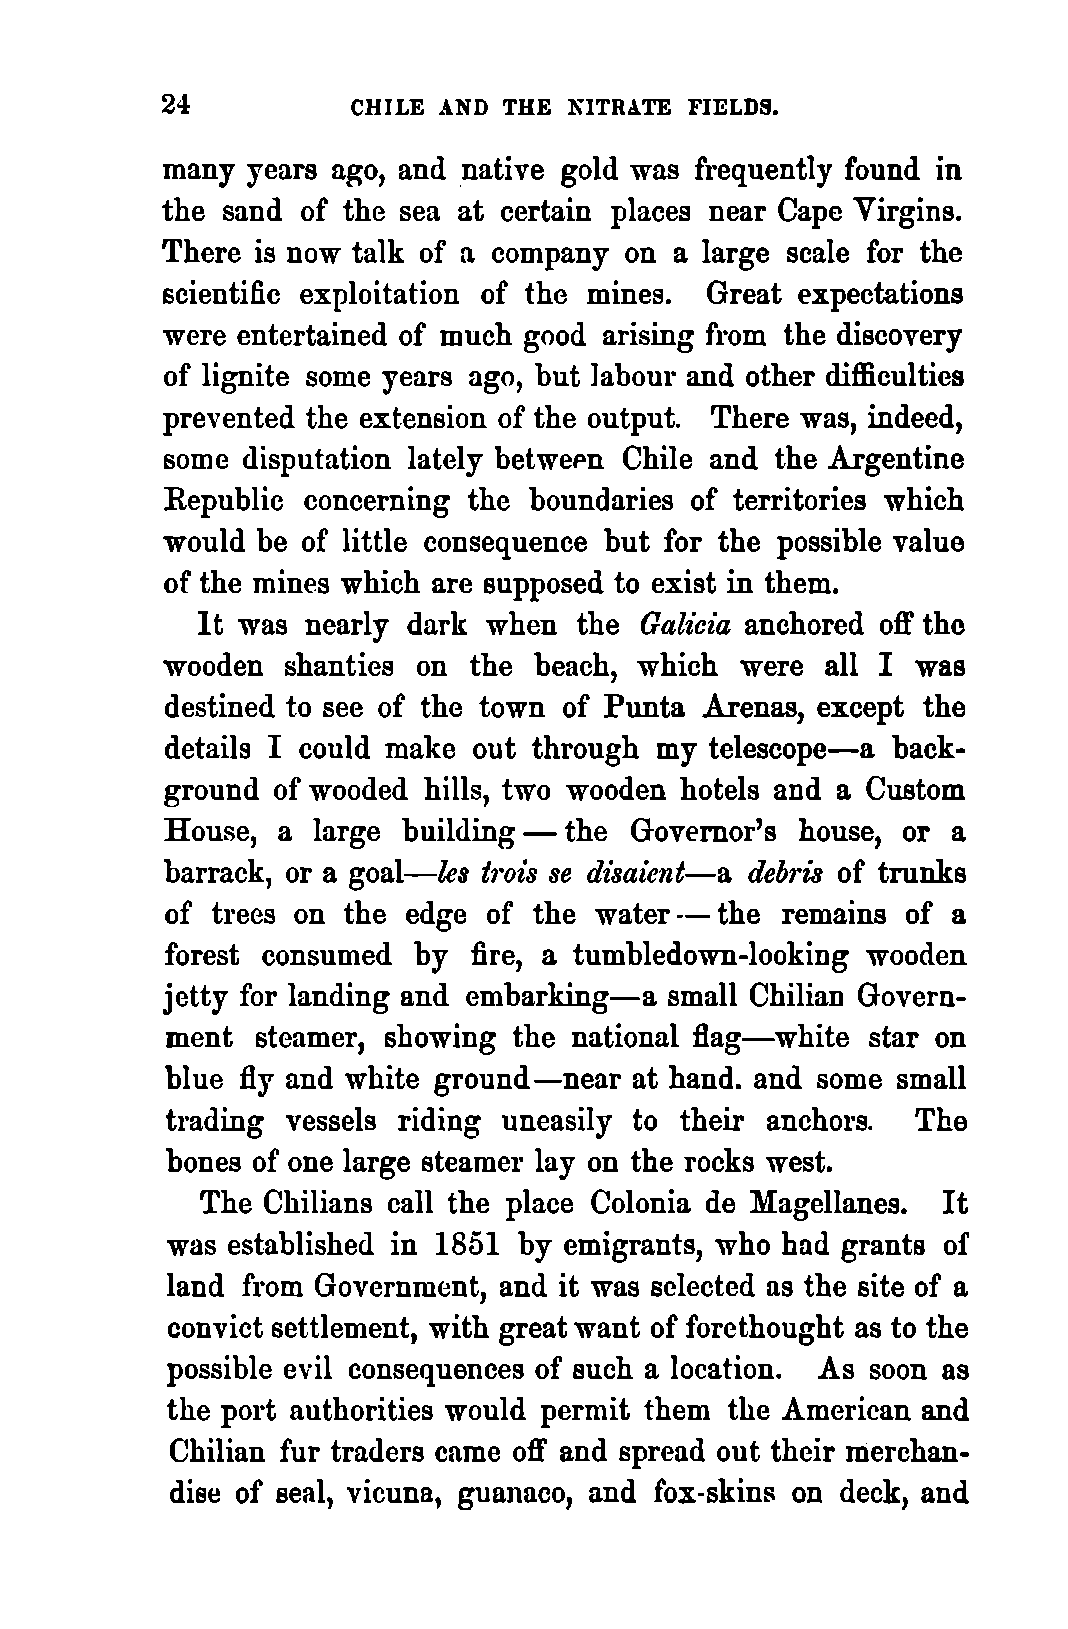 24 CHILE AND THE NITRATE FIELDS.
many years ago, and native gold was frequently found in
the sand of the sea at certain places near Cape Virgins.
There is now talk of a company on a large scale for the
scientific exploitation of the mines. Great expectations
were entertained of much good arising from the discovery
of lignite some years ago, but labour and other difficulties
prevented the extension of the output. There was, indeed,
some disputation lately between Chile and the Argentine
Republic concerning the boundaries of territories which
would be of little consequence but for the possible value
of the mines which are supposed to exist in them.
It was nearly dark when the Galicia anchored off the
wooden shanties on the beach, which were all I was
destined to see of the town of Punta Arenas, except the
details I could make out through my telescope—a back-
ground of wooded hills, two wooden hotels and a Custom
House, a large building — the Governor's house, or a
barrack, or a goal—les trois se disaient—a debris of trunks
of trees on the edge of the water — the remains of a
forest consumed by fire, a tumbledown-looking wooden
jetty for landing and embarking—a small Chilian Govern-
ment steamer, showing the national flag—white star on
blue fly and white ground—near at hand. and some small
trading vessels riding uneasily to their anchors. The
bones of one large steamer lay on the rocks west.
The Chilians call the place Colonia de Magellanes. It
was established in 1851 by emigrants, who had grants of
land from Government, and it was selected as the site of a
convict settlement, with great want of forethought as to the
possible evil consequences of such a location. As soon as
the port authorities would permit them the American and
Chilian fur traders came off and spread out their merchan-
dise of seal, vicuna, guanaco, and fox-skins on deck, and